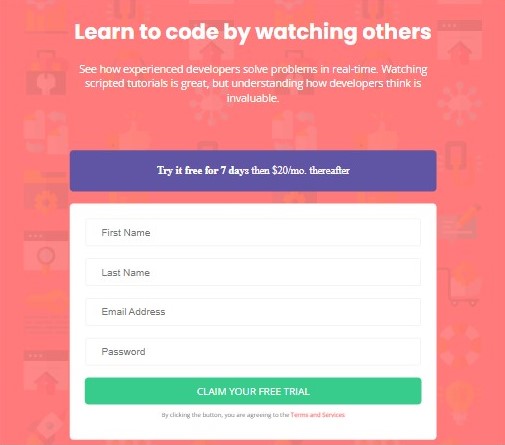 Learn to code by watching others
See how experienced developers solve problems in real-time. Watching
scripted tutorials is great, but understanding how developers think is
invaluable.
Try it free for 7 days then $20/mo. thereafter
First Name
Last Name
Email Address
Password
CLAIM YOUR FREE TRIAL
By clicking the button, you are agreeing to the Terms and Services